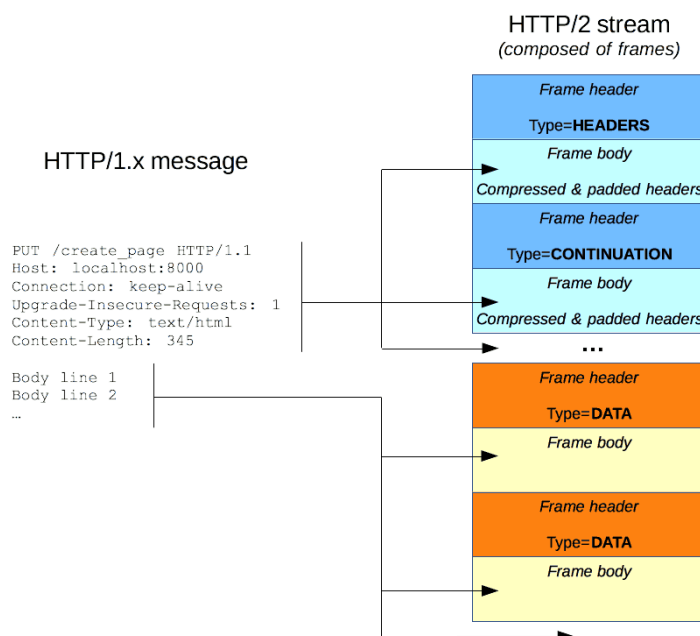 HTTP/2 stream
(composed of frames)
HTTP/1.x message
PUT /create_page HTTP/1.1
Host: localhost:8000
Connection: keep-alive
Upgrade-Insecure-Requests: 1
Content-Type: text/html
Content-Length: 345
Body line 1
Body line 2
…
Frame header
Type=HEADERS
Frame body
Compressed & padded headers
Frame header
Type=CONTINUATION
Frame body
Compressed & padded headers
...
Frame header
Type=DATA
Frame body
Frame header
Type=DATA
Frame body